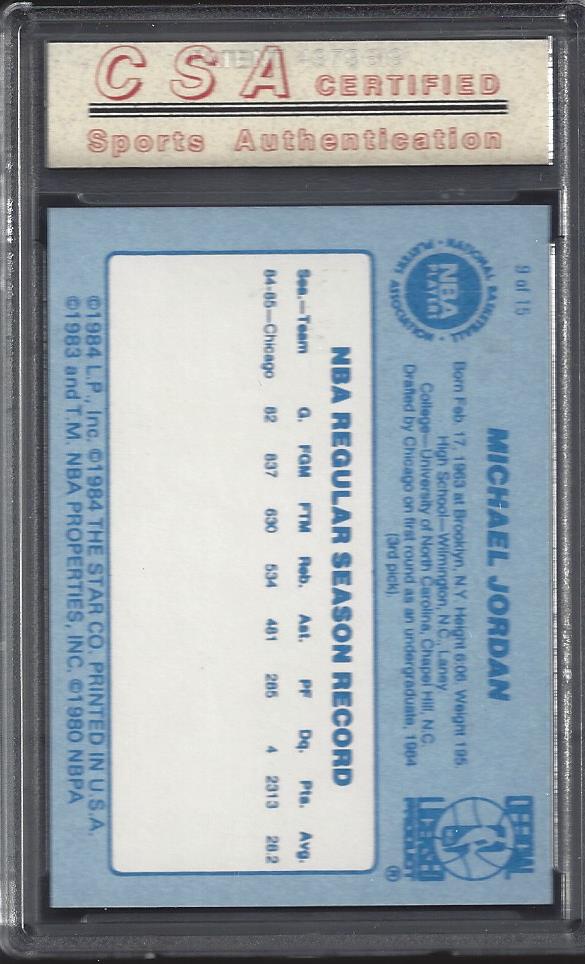 CSA CERTIFIED
Sports Authentication
9 of 15
MICHAEL JORDAN
NATIONAL BASKETBALL PLAYERS ASSOCIATION
NBA
PLAYER
Born Feb. 17, 1963 at Brooklyn, N.Y. Height 6:06. Weight 195.
High School—Wilmington, N.C., Laney
College—University of North Carolina, Chapel Hill, N.C.
Drafted by Chicago on first round as an undergraduate, 1984
(3rd pick).
OFFICIAL
LICENSED
PRODUCT
®
NBA REGULAR SEASON RECORD
Sea.—Team G. FGM FTM Reb. Ast. PF Dq. Pts. Avg.
84-85—Chicago 82 837 630 534 481 285 4 2313 28.2
©1984 L.P., Inc. ©1984 THE STAR CO. PRINTED IN U.S.A.
©1983 and T.M. NBA PROPERTIES, INC. ©1980 NBPA